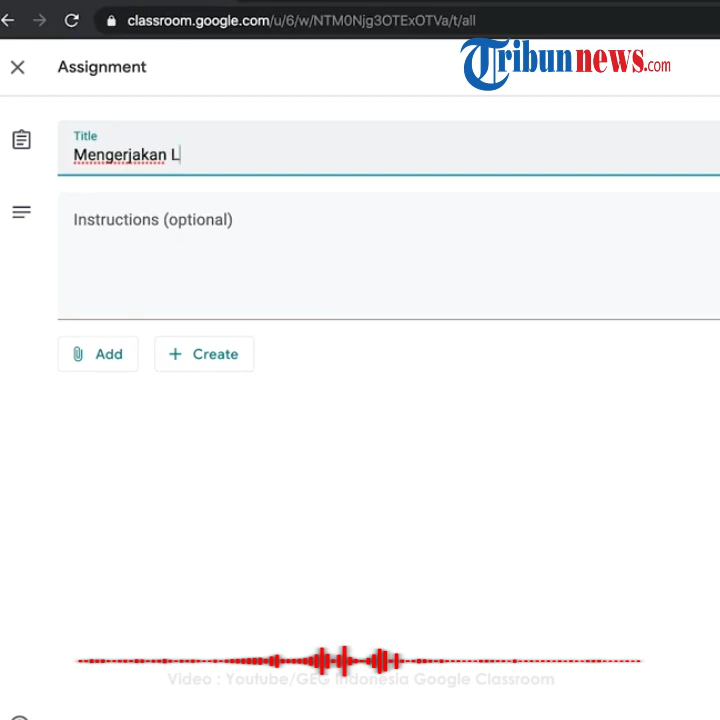 classroom.google.com/u/6/w/NTM0Njg3OTExOTVa/t/all
Assignment
Tribunnews.com
Title
Mengerjakan L
Instructions (optional)
Add
Create
Video : Youtube/GEG Indonesia Google Classroom